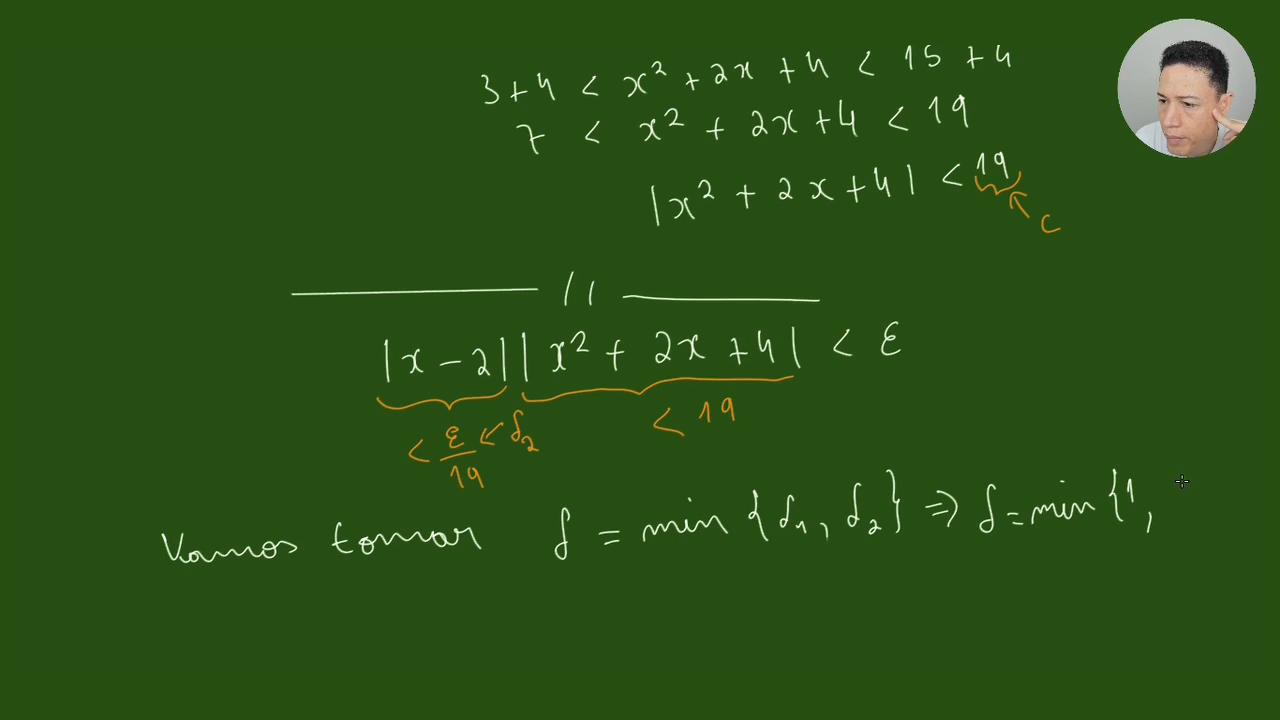 3 + 4 < x² + 2x + 4 < 15 + 4
7 < x² + 2x + 4 < 19
|x² + 2x + 4| < 19
C
//
|x - 2| |x² + 2x + 4| < ε
< ε/19 ← δ₂
< 19
Vamos tomar δ = min {δ₁, δ₂} ⇒ δ = min {1,